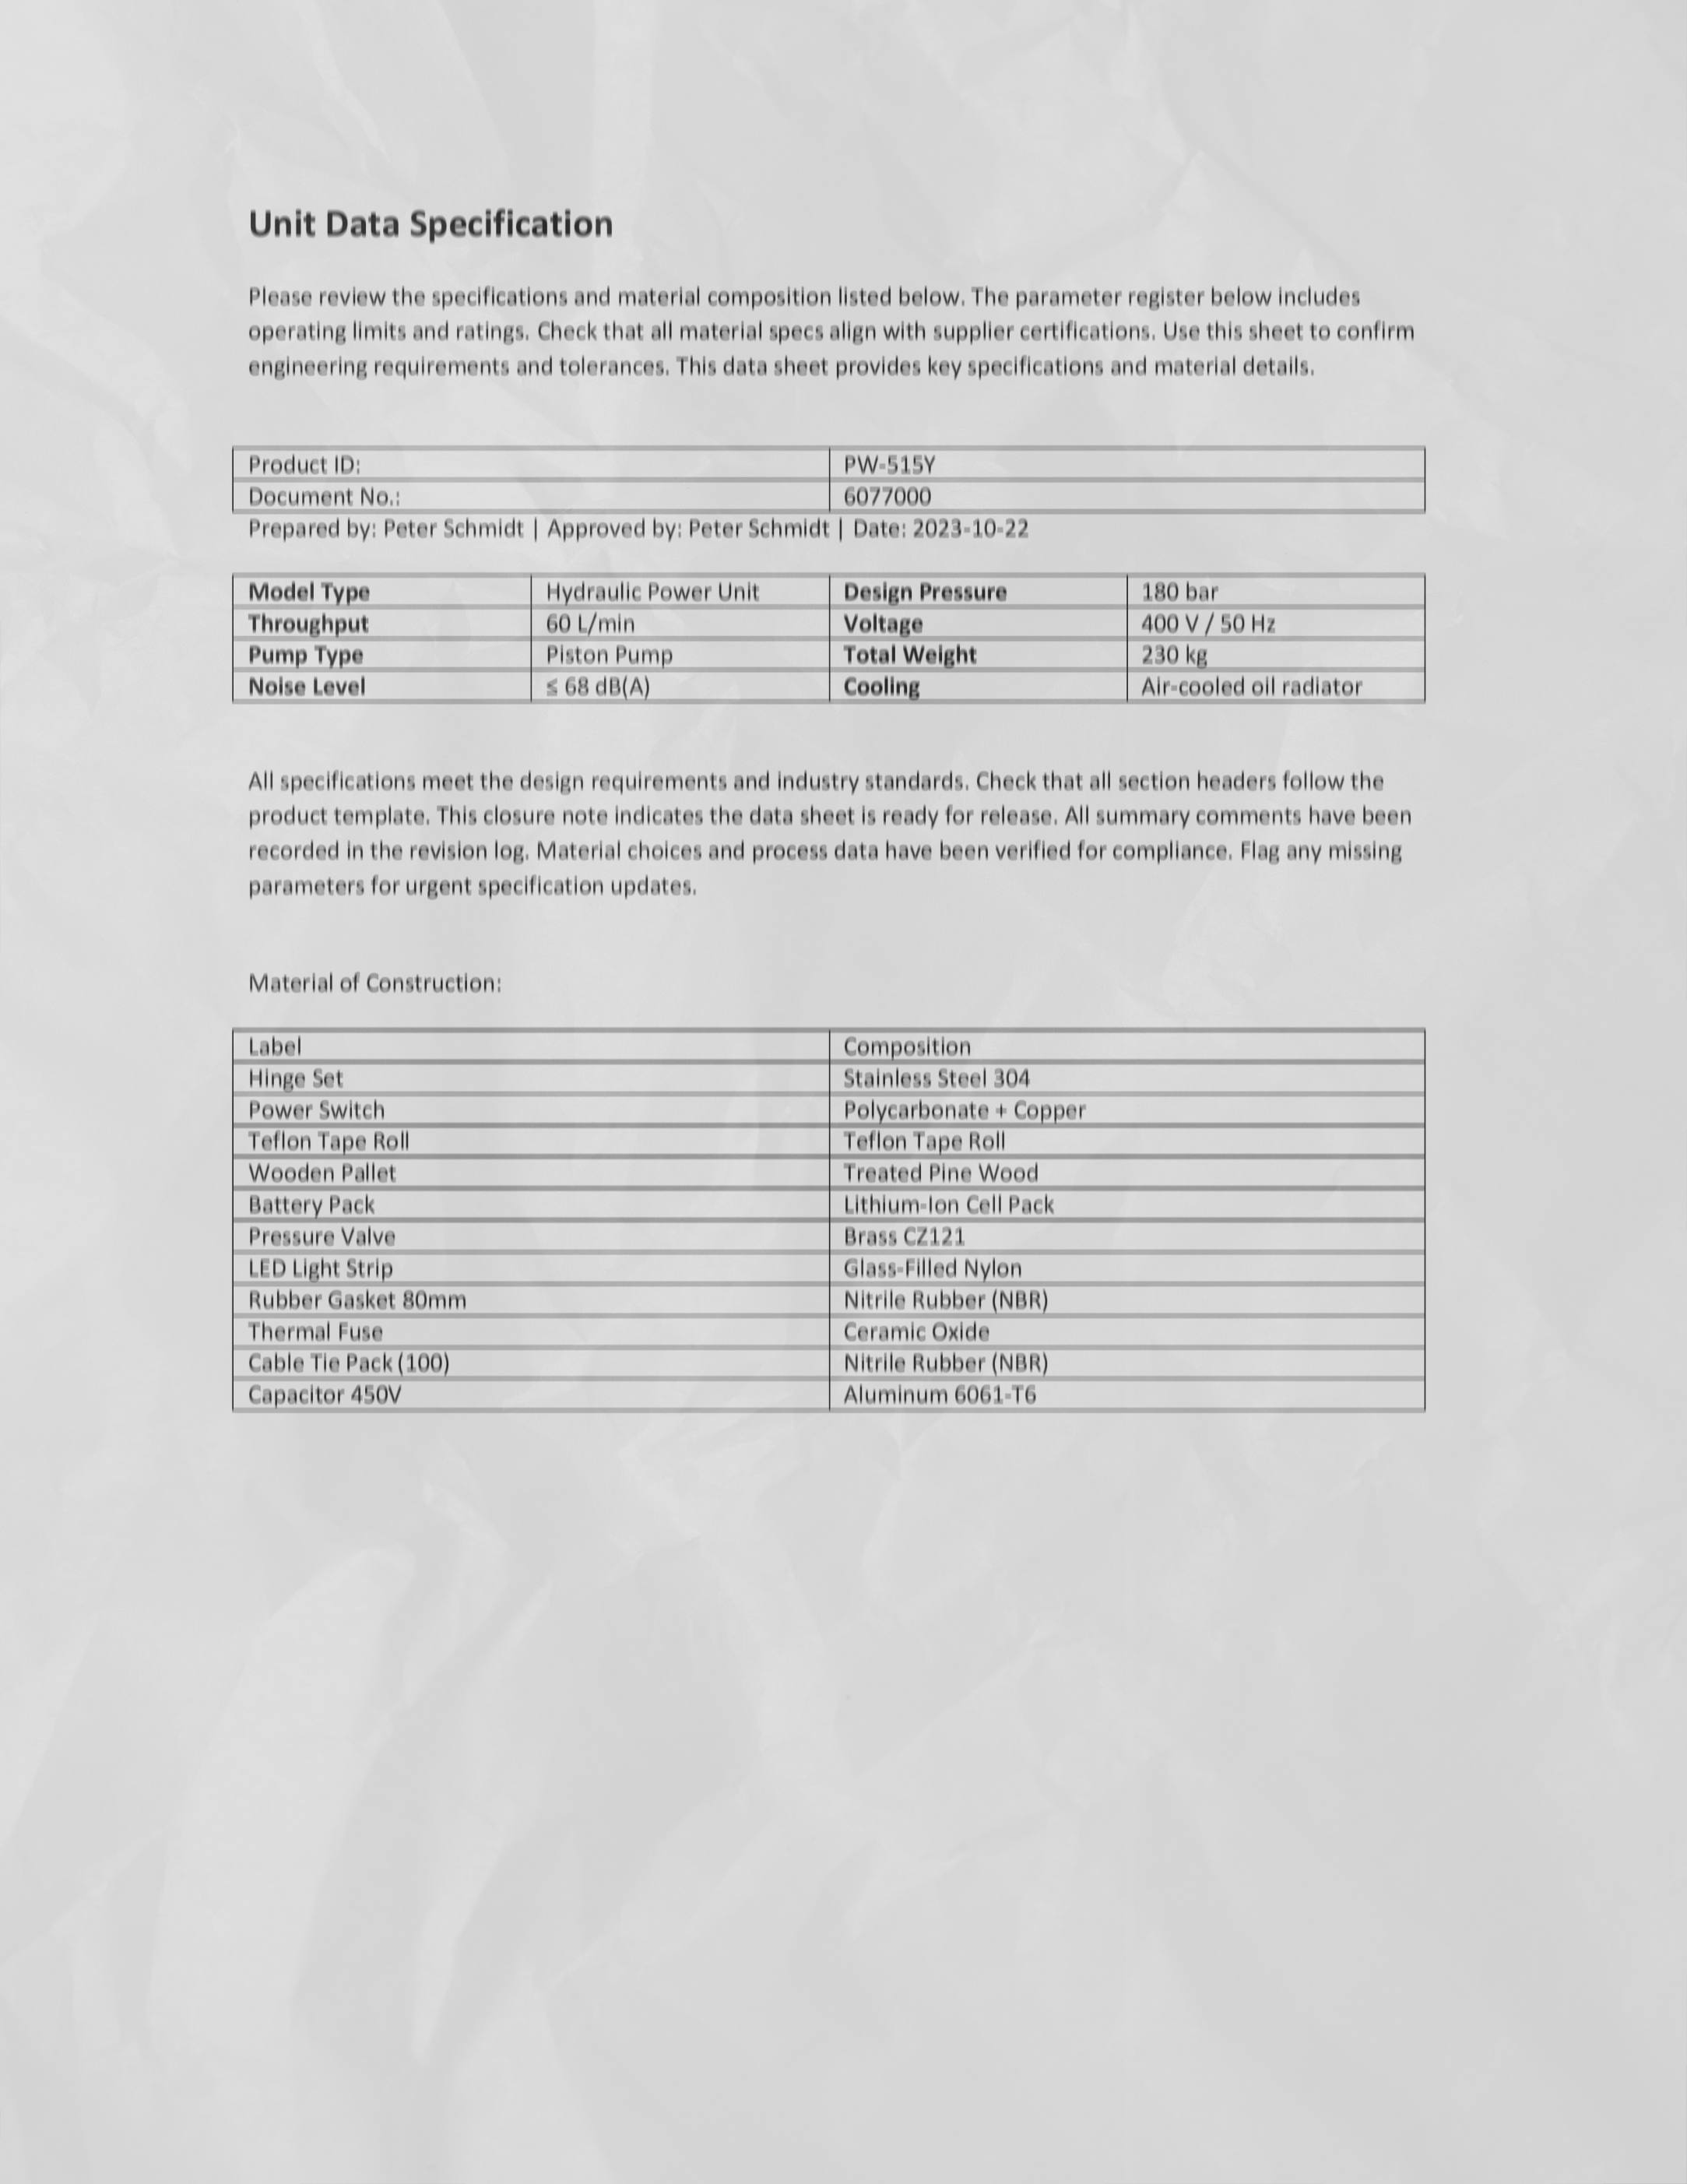 Unit Data Specification
Please review the specifications and material composition listed below. The parameter register below includes
operating limits and ratings. Check that all material specs align with supplier certifications. Use this sheet to confirm
engineering requirements and tolerances. This data sheet provides key specifications and material details.
Product ID: PW-515Y
Document No.: 6077000
Prepared by: Peter Schmidt | Approved by: Peter Schmidt | Date: 2023-10-22
Model Type Hydraulic Power Unit Design Pressure 180 bar
Throughput 60 L/min Voltage 400 V / 50 Hz
Pump Type Piston Pump Total Weight 230 kg
Noise Level ≤ 68 dB(A) Cooling Air-cooled oil radiator
All specifications meet the design requirements and industry standards. Check that all section headers follow the
product template. This closure note indicates the data sheet is ready for release. All summary comments have been
recorded in the revision log. Material choices and process data have been verified for compliance. Flag any missing
parameters for urgent specification updates.
Material of Construction:
Label Composition
Hinge Set Stainless Steel 304
Power Switch Polycarbonate + Copper
Teflon Tape Roll Teflon Tape Roll
Wooden Pallet Treated Pine Wood
Battery Pack Lithium-Ion Cell Pack
Pressure Valve Brass CZ121
LED Light Strip Glass-Filled Nylon
Rubber Gasket 80mm Nitrile Rubber (NBR)
Thermal Fuse Ceramic Oxide
Cable Tie Pack (100) Nitrile Rubber (NBR)
Capacitor 450V Aluminum 6061-T6